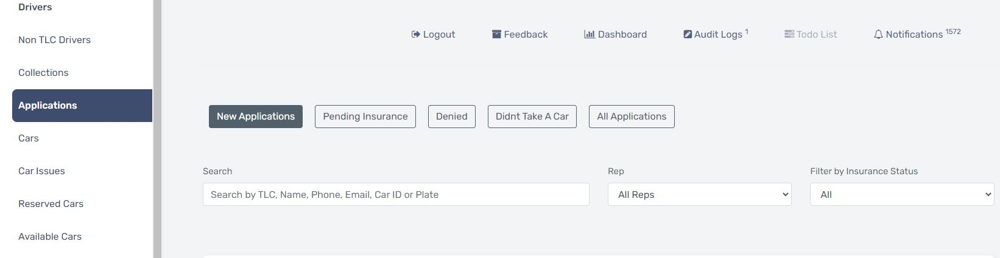 Drivers
Non TLC Drivers
Collections
Applications
Cars
Car Issues
Reserved Cars
Available Cars
Logout Feedback Dashboard Audit Logs 1 Todo List Notifications 1572
New Applications Pending Insurance Denied Didnt Take A Car All Applications
Search Rep Filter by Insurance Status
Search by TLC, Name, Phone, Email, Car ID or Plate All Reps All